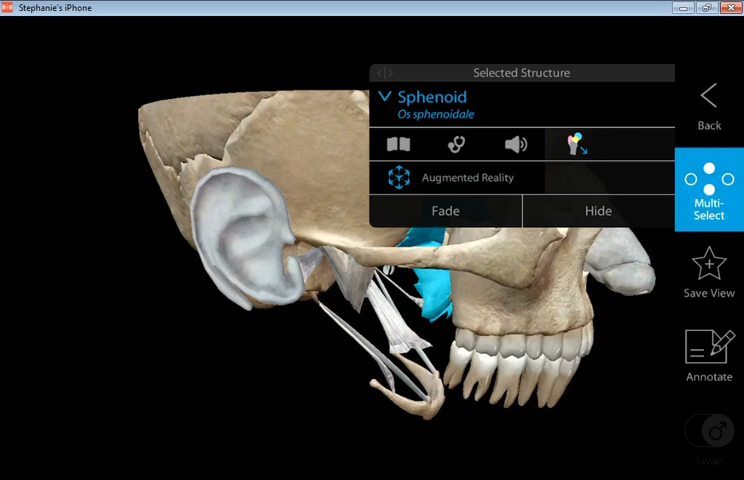 Stephanie's iPhone
Selected Structure
Sphenoid
Os sphenoidale
Augmented Reality
Fade
Hide
Back
Multi-
Select
Save View
Annotate
Swap